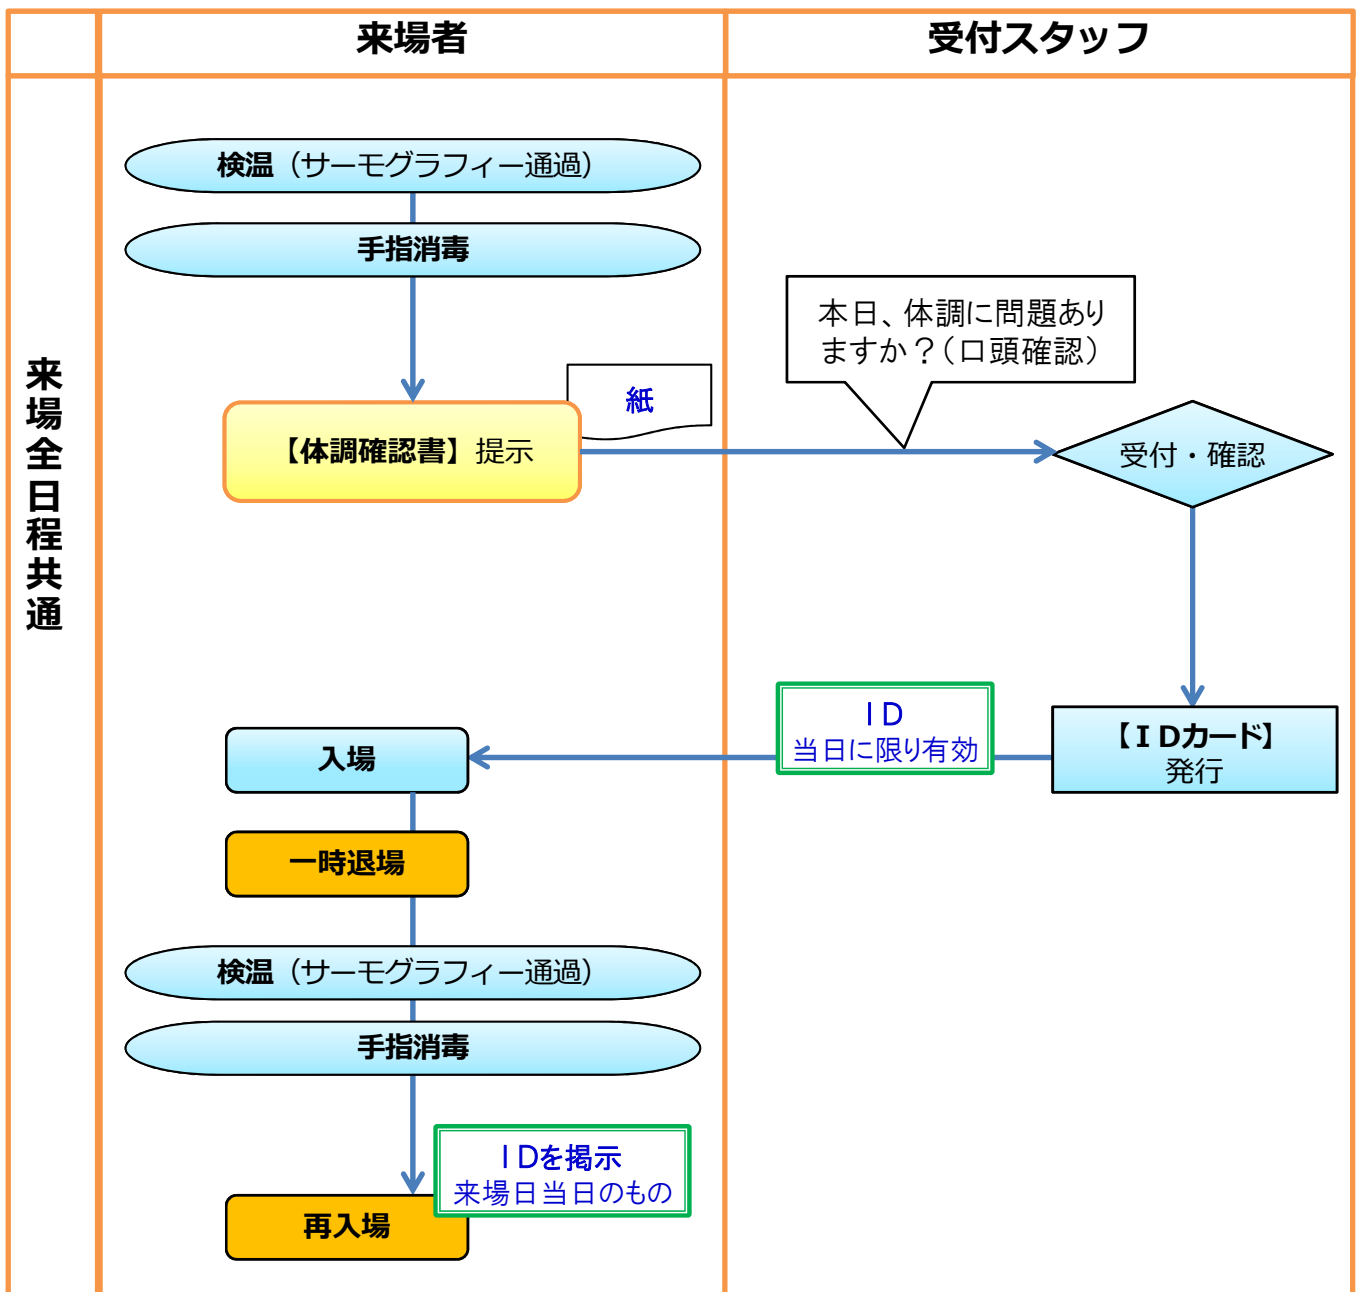 来場者
受付スタッフ
来場全日程共通
検温（サーモグラフィー通過）
手指消毒
本日、体調に問題あり
ますか？（口頭確認）
紙
【体調確認書】提示
受付・確認
ＩＤ
当日に限り有効
【ＩＤカード】
発行
入場
一時退場
検温（サーモグラフィー通過）
手指消毒
ＩＤを掲示
来場日当日のもの
再入場